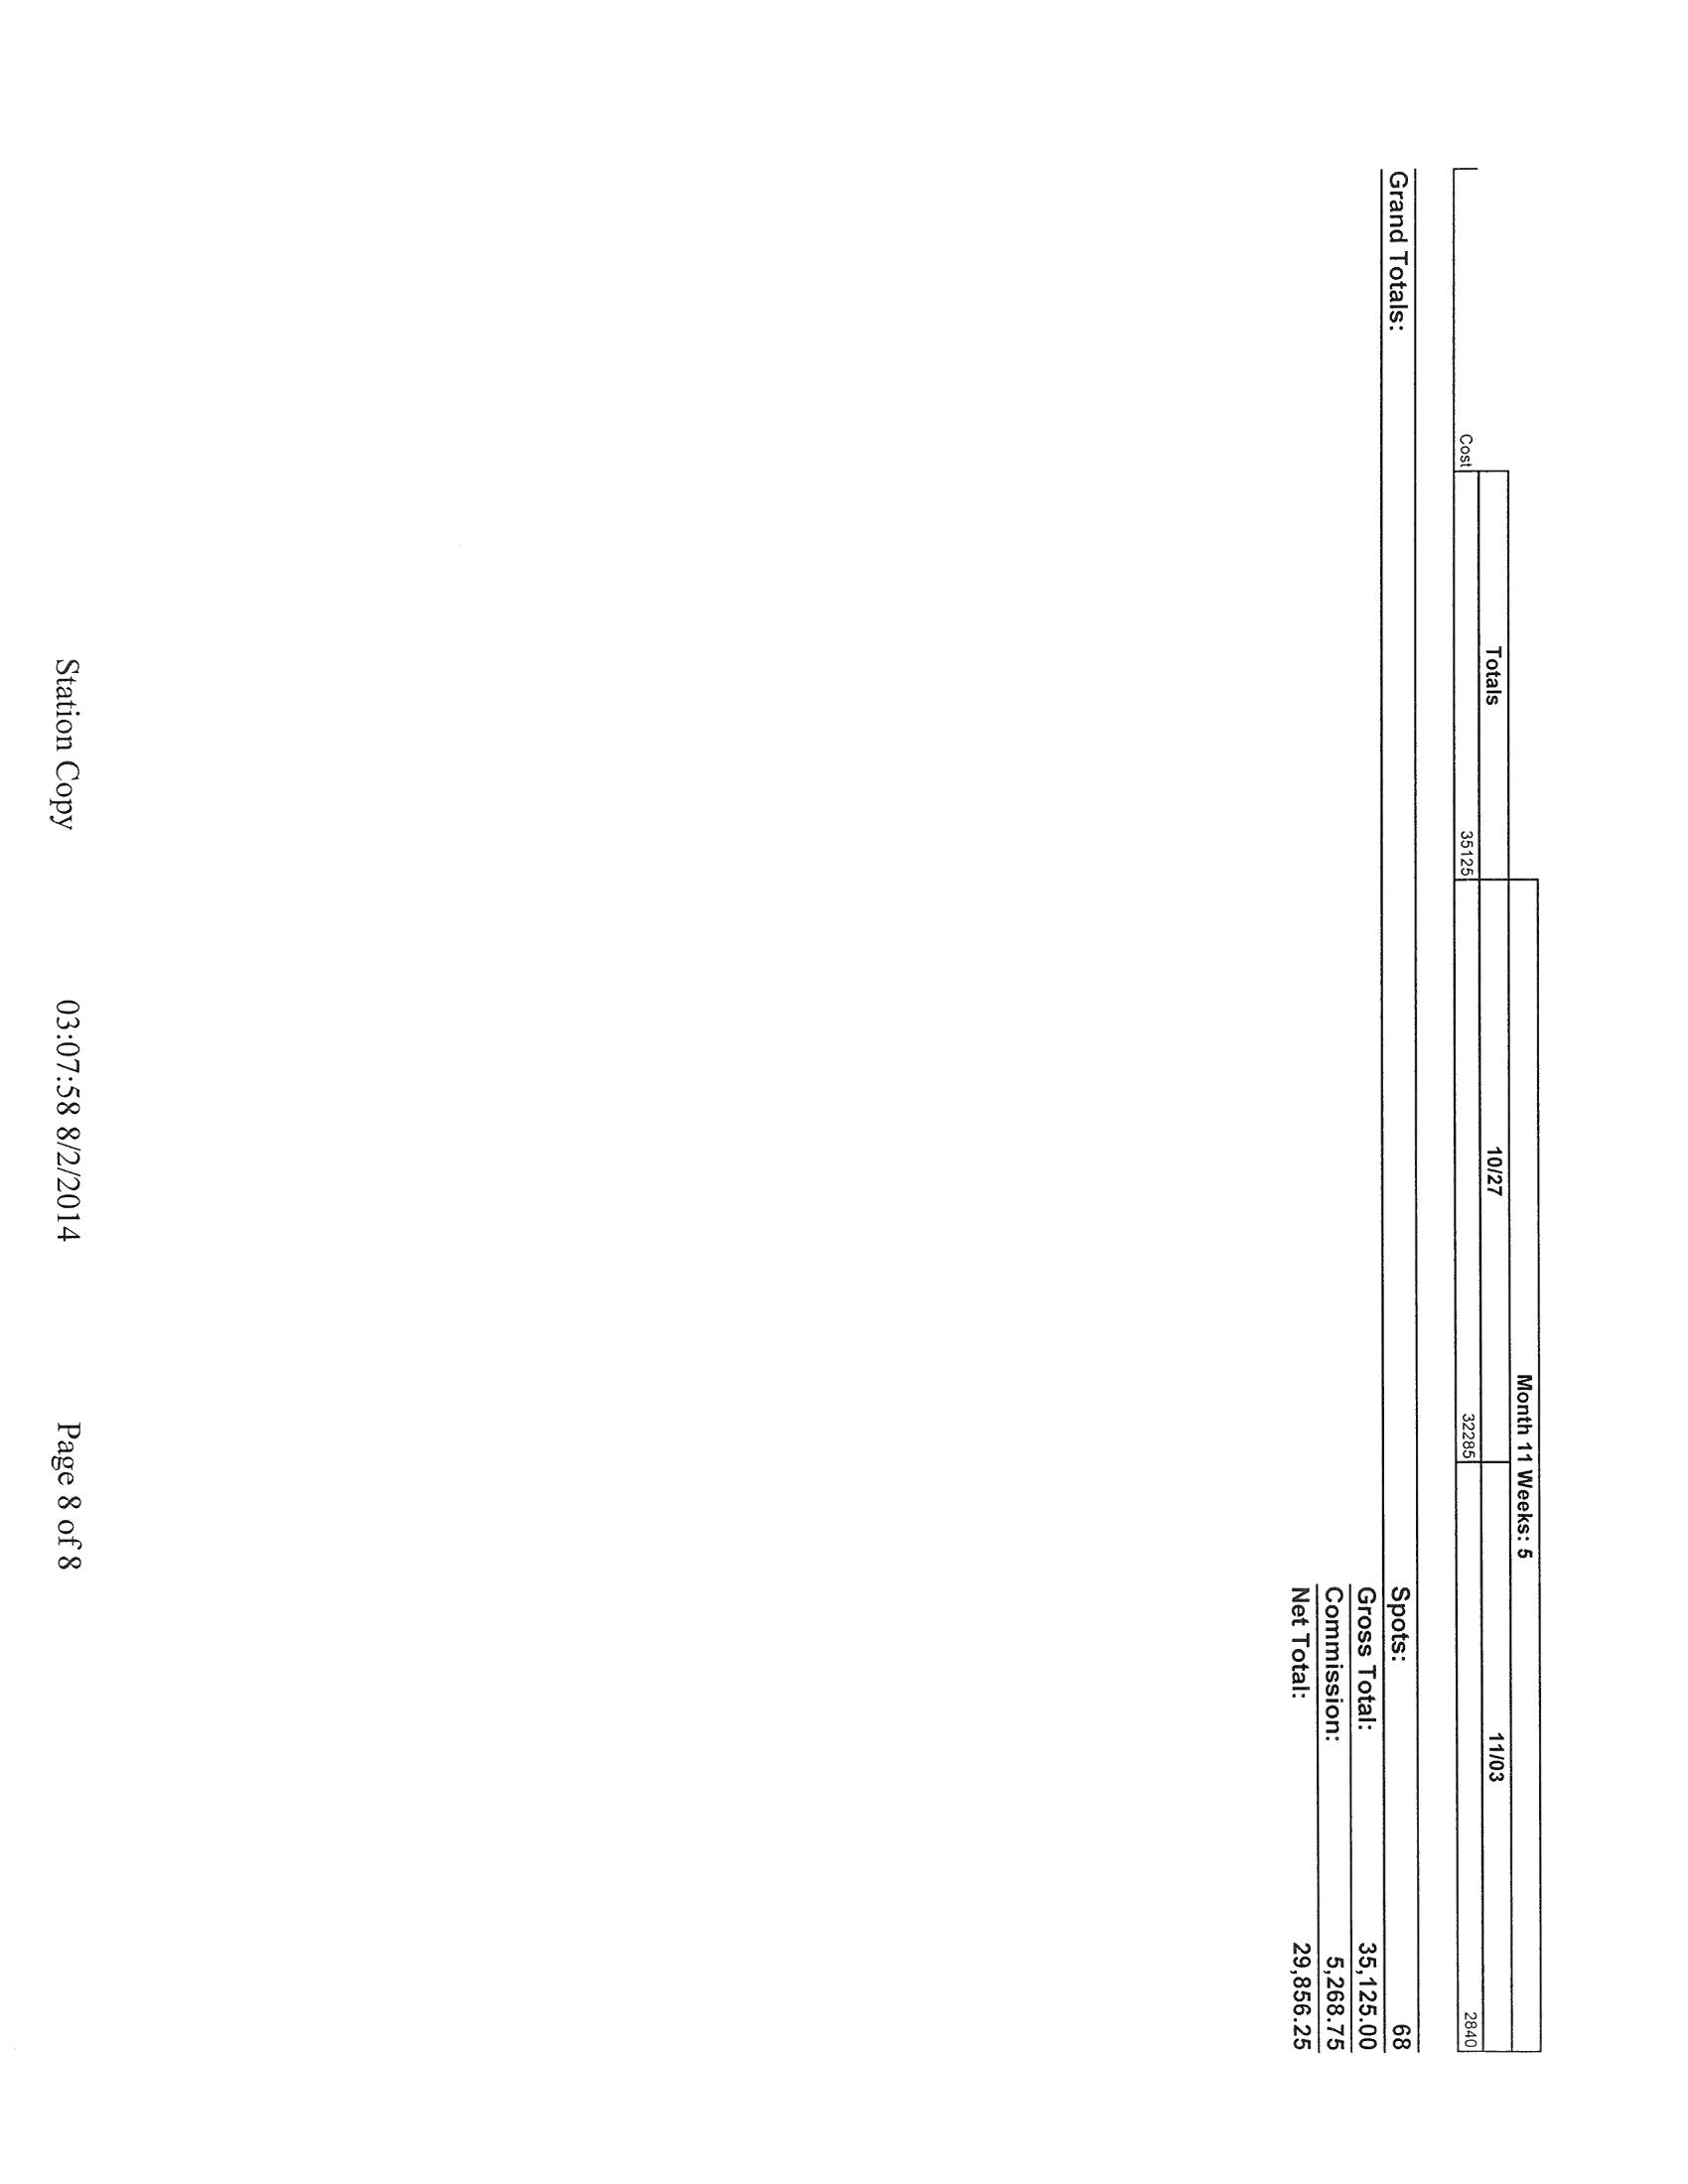 Month 11 Weeks: 5
Totals 10/27 11/03
Cost 35125 32285 2840
Grand Totals: Spots: 68
Gross Total: 35,125.00
Commission: 5,268.75
Net Total: 29,856.25
Station Copy 03:07:58 8/2/2014 Page 8 of 8